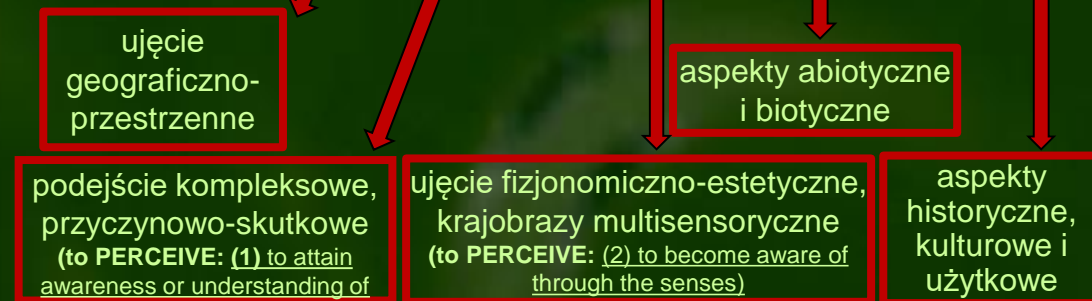 ujęcie
geograficzno-
przestrzenne
aspekty abiotyczne
i biotyczne
podejście kompleksowe,
przyczynowo-skutkowe
(to PERCEIVE: (1) to attain
awareness or understanding of
ujęcie fizjonomiczno-estetyczne,
krajobrazy multisensoryczne
(to PERCEIVE: (2) to become aware of
through the senses)
aspekty
historyczne,
kulturowe i
użytkowe